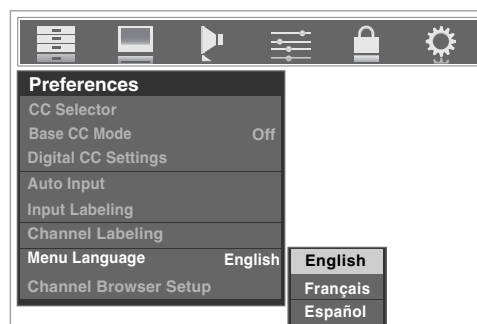 Preferences
CC Selector
Base CC Mode Off
Digital CC Settings
Auto Input
Input Labeling
Channel Labeling
Menu Language English
Channel Browser Setup
English
Français
Español